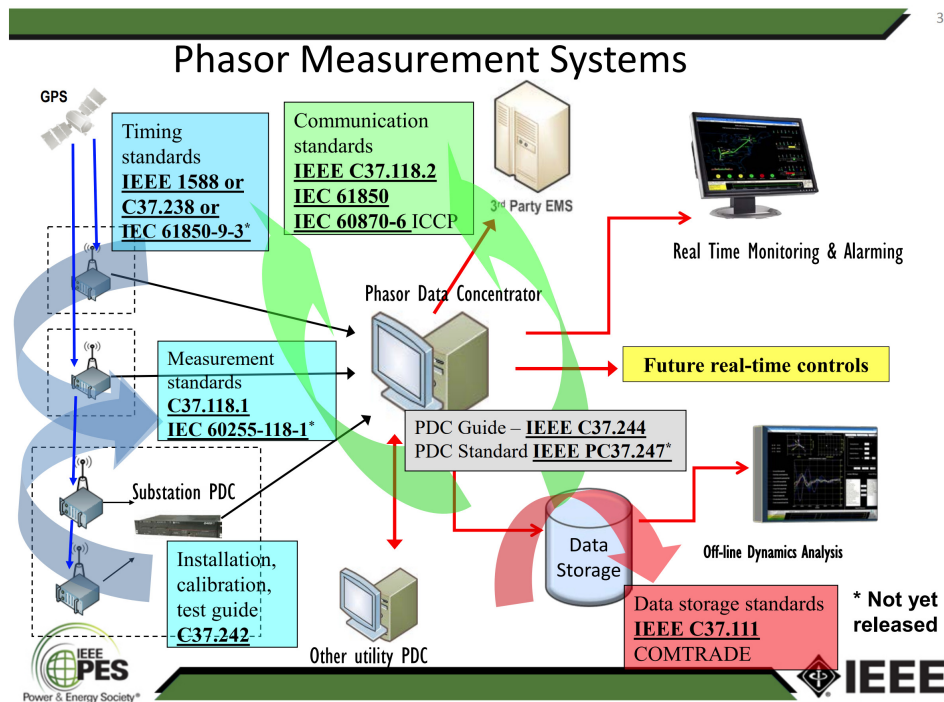 3
Phasor Measurement Systems
GPS
Timing
standards
IEEE 1588 or
C37.238 or
IEC 61850-9-3*
Communication
standards
IEEE C37.118.2
IEC 61850
IEC 60870-6 ICCP
3rd Party EMS
Real Time Monitoring & Alarming
Phasor Data Concentrator
Measurement
standards
C37.118.1
IEC 60255-118-1*
Future real-time controls
PDC Guide – IEEE C37.244
PDC Standard IEEE PC37.247*
Substation PDC
Data
Storage
Off-line Dynamics Analysis
Installation,
calibration,
test guide
C37.242
Other utility PDC
Data storage standards
IEEE C37.111
COMTRADE
* Not yet
released
IEEE
PES
Power & Energy Society®
IEEE